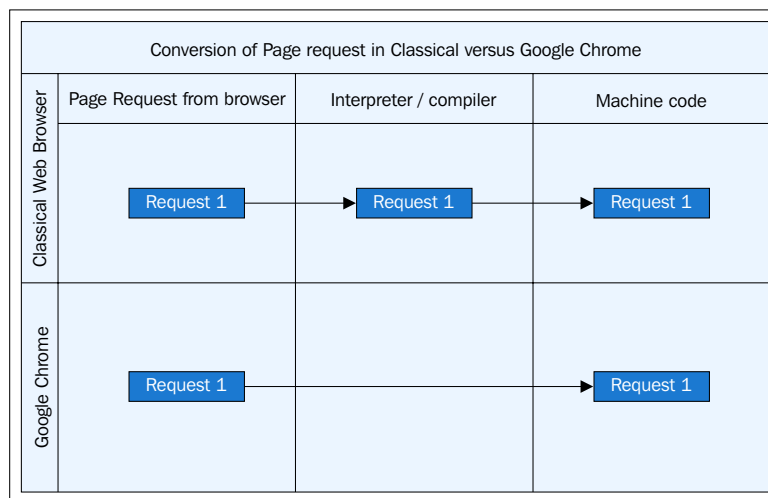 Conversion of Page request in Classical versus Google Chrome
Page Request from browser
Interpreter / compiler
Machine code
Classical Web Browser
Request 1
Request 1
Request 1
Google Chrome
Request 1
Request 1